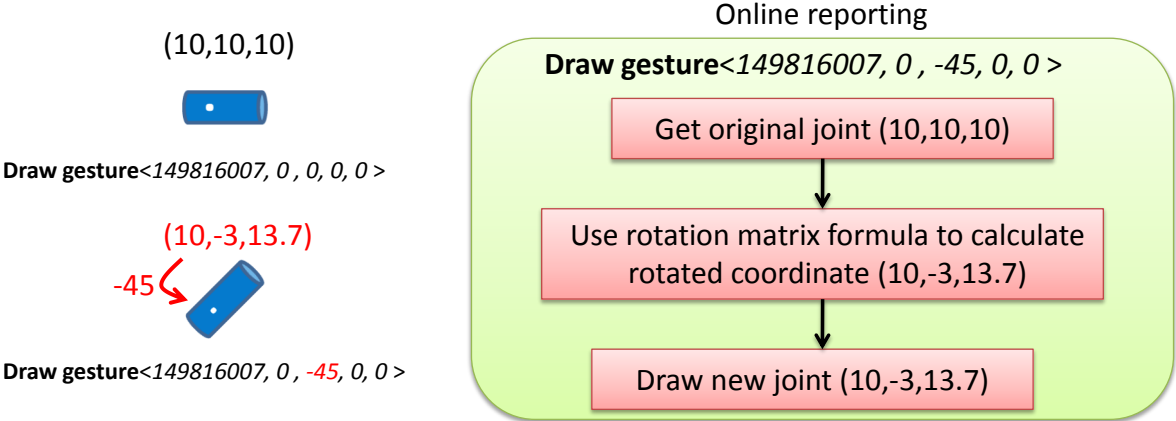 (10,10,10)
Draw gesture<149816007, 0 , 0, 0, 0 >
(10,-3,13.7)
-45
Draw gesture<149816007, 0 , -45, 0, 0 >
Online reporting
Draw gesture<149816007, 0 , -45, 0, 0 >
Get original joint (10,10,10)
Use rotation matrix formula to calculate
rotated coordinate (10,-3,13.7)
Draw new joint (10,-3,13.7)